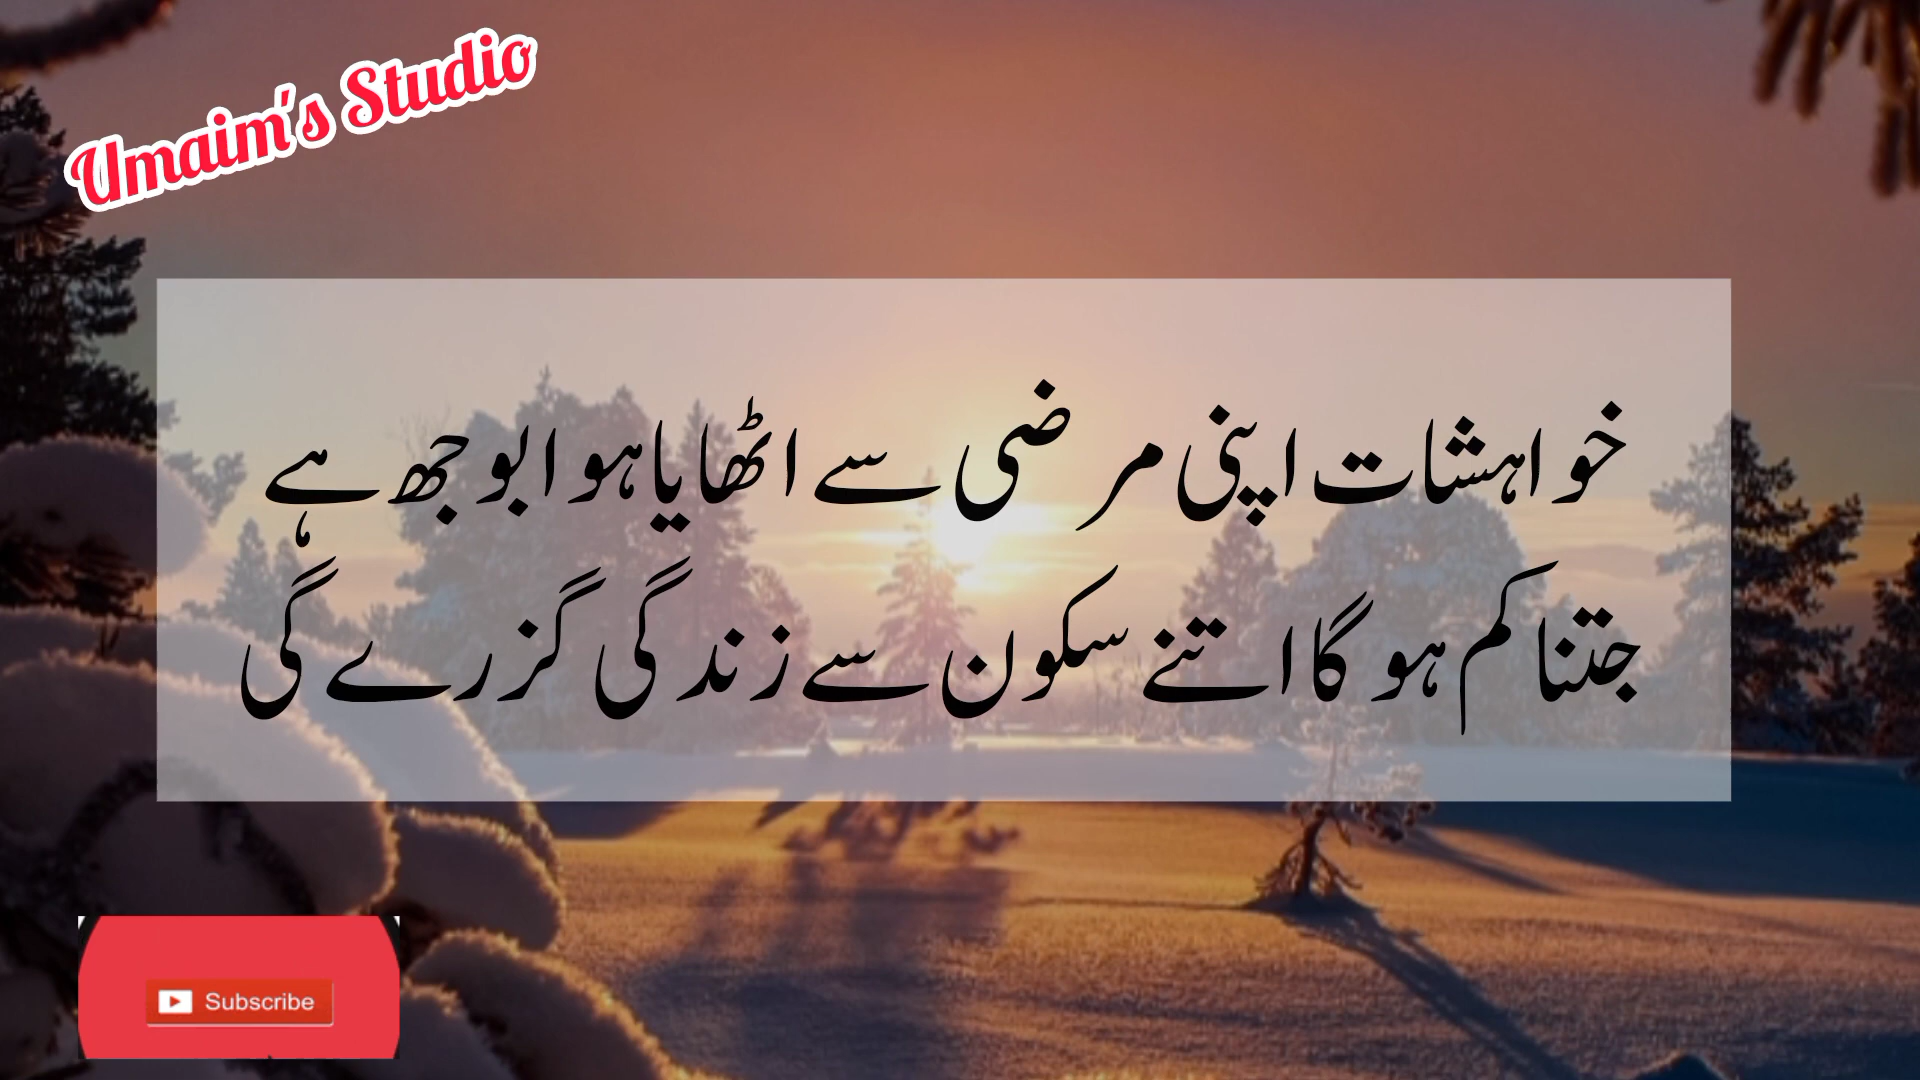 Umaim's Studio
خواہشات اپنی مرضی سے اٹھایا ہوا بوجھ ہے
جتنا کم ہو گا اتنے سکون سے زندگی گزرے گی
Subscribe